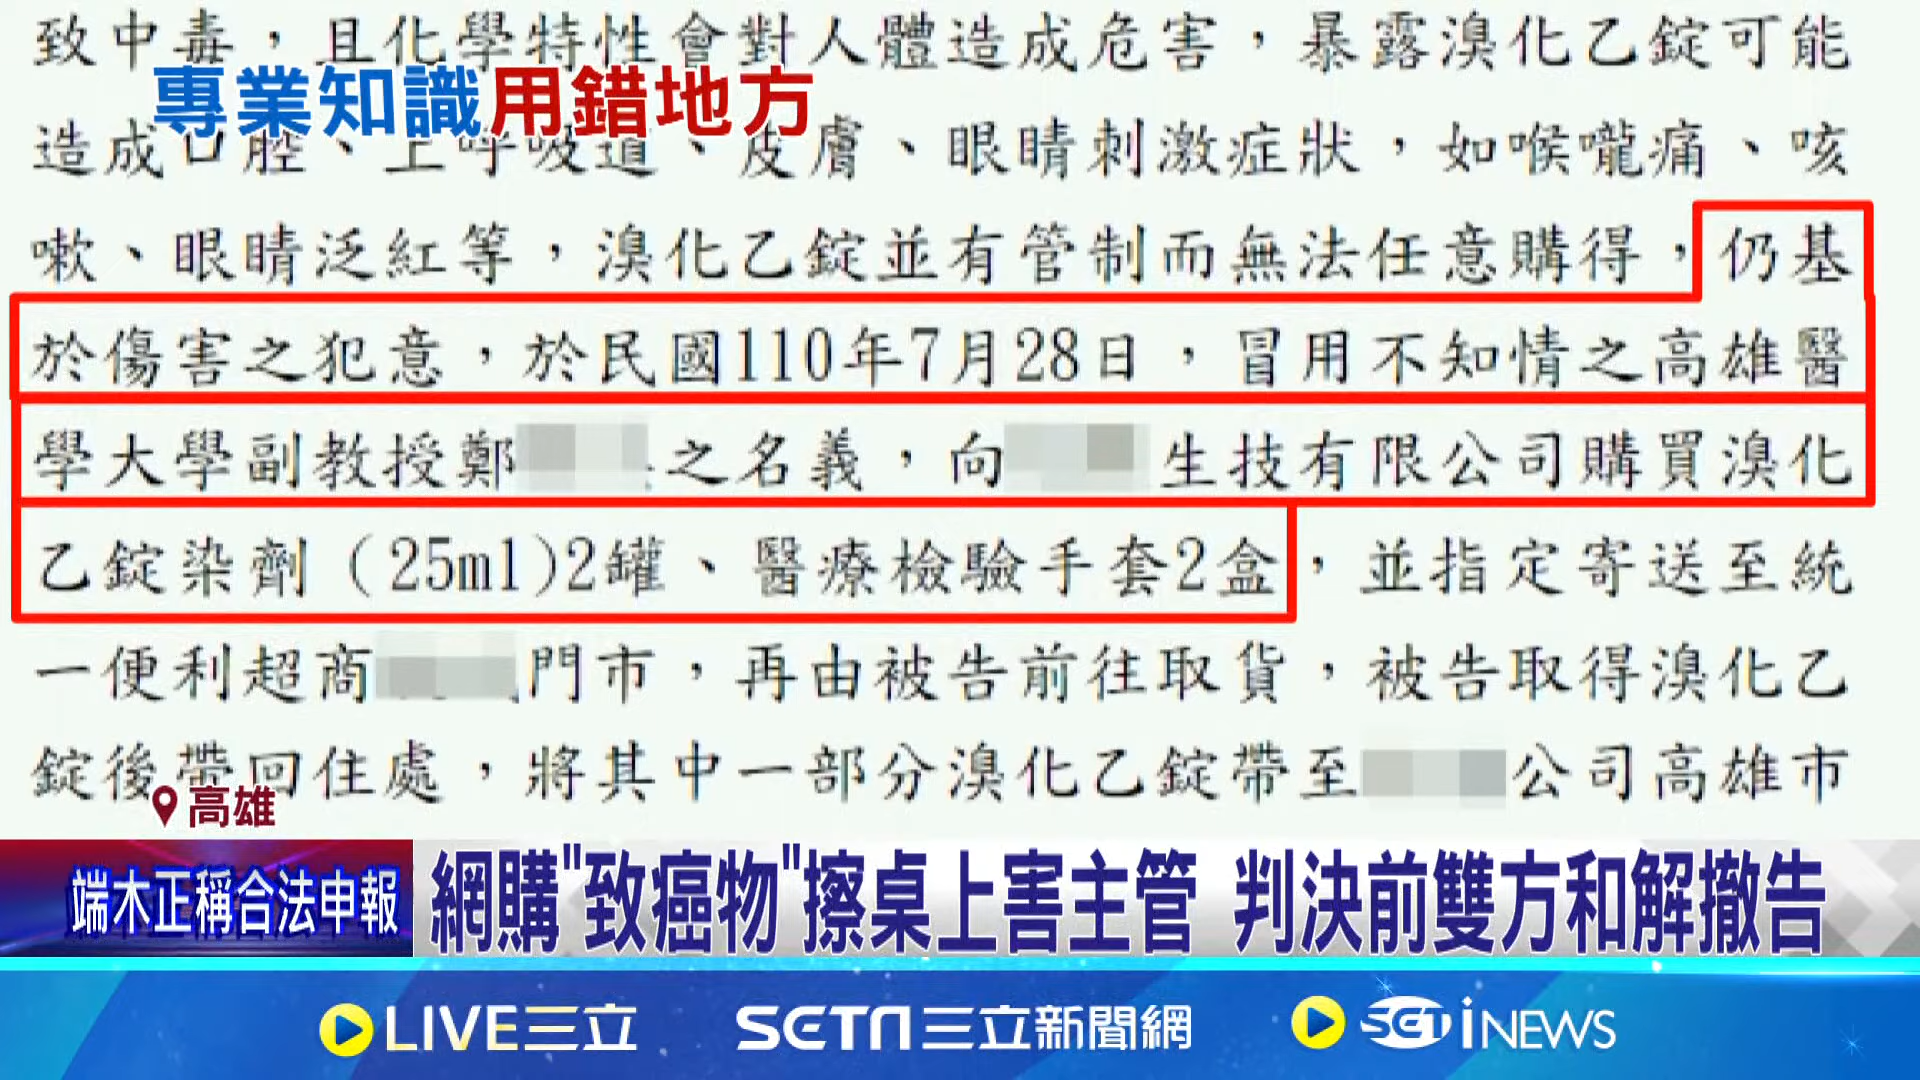 致中毒，且化學特性會對人體造成危害，暴露溴化乙錠可能
專業知識用錯地方
造成口腔、上呼吸道、皮膚、眼睛刺激症狀，如喉嚨痛、咳
嗽、眼睛泛紅等，溴化乙錠並有管制而無法任意購得，仍基
於傷害之犯意，於民國110年7月28日，冒用不知情之高雄醫
學大學副教授鄭 之名義，向 生技有限公司購買溴化
乙錠染劑（25ml)2罐、醫療檢驗手套2盒，並指定寄送至統
一便利超商 門市，再由被告前往取貨，被告取得溴化乙
錠後帶回住處，將其中一部分溴化乙錠帶至 公司高雄市
高雄
端木正稱合法申報
網購"致癌物"擦桌上害主管 判決前雙方和解撤告
LIVE三立
SETN三立新聞網
SET iNEWS